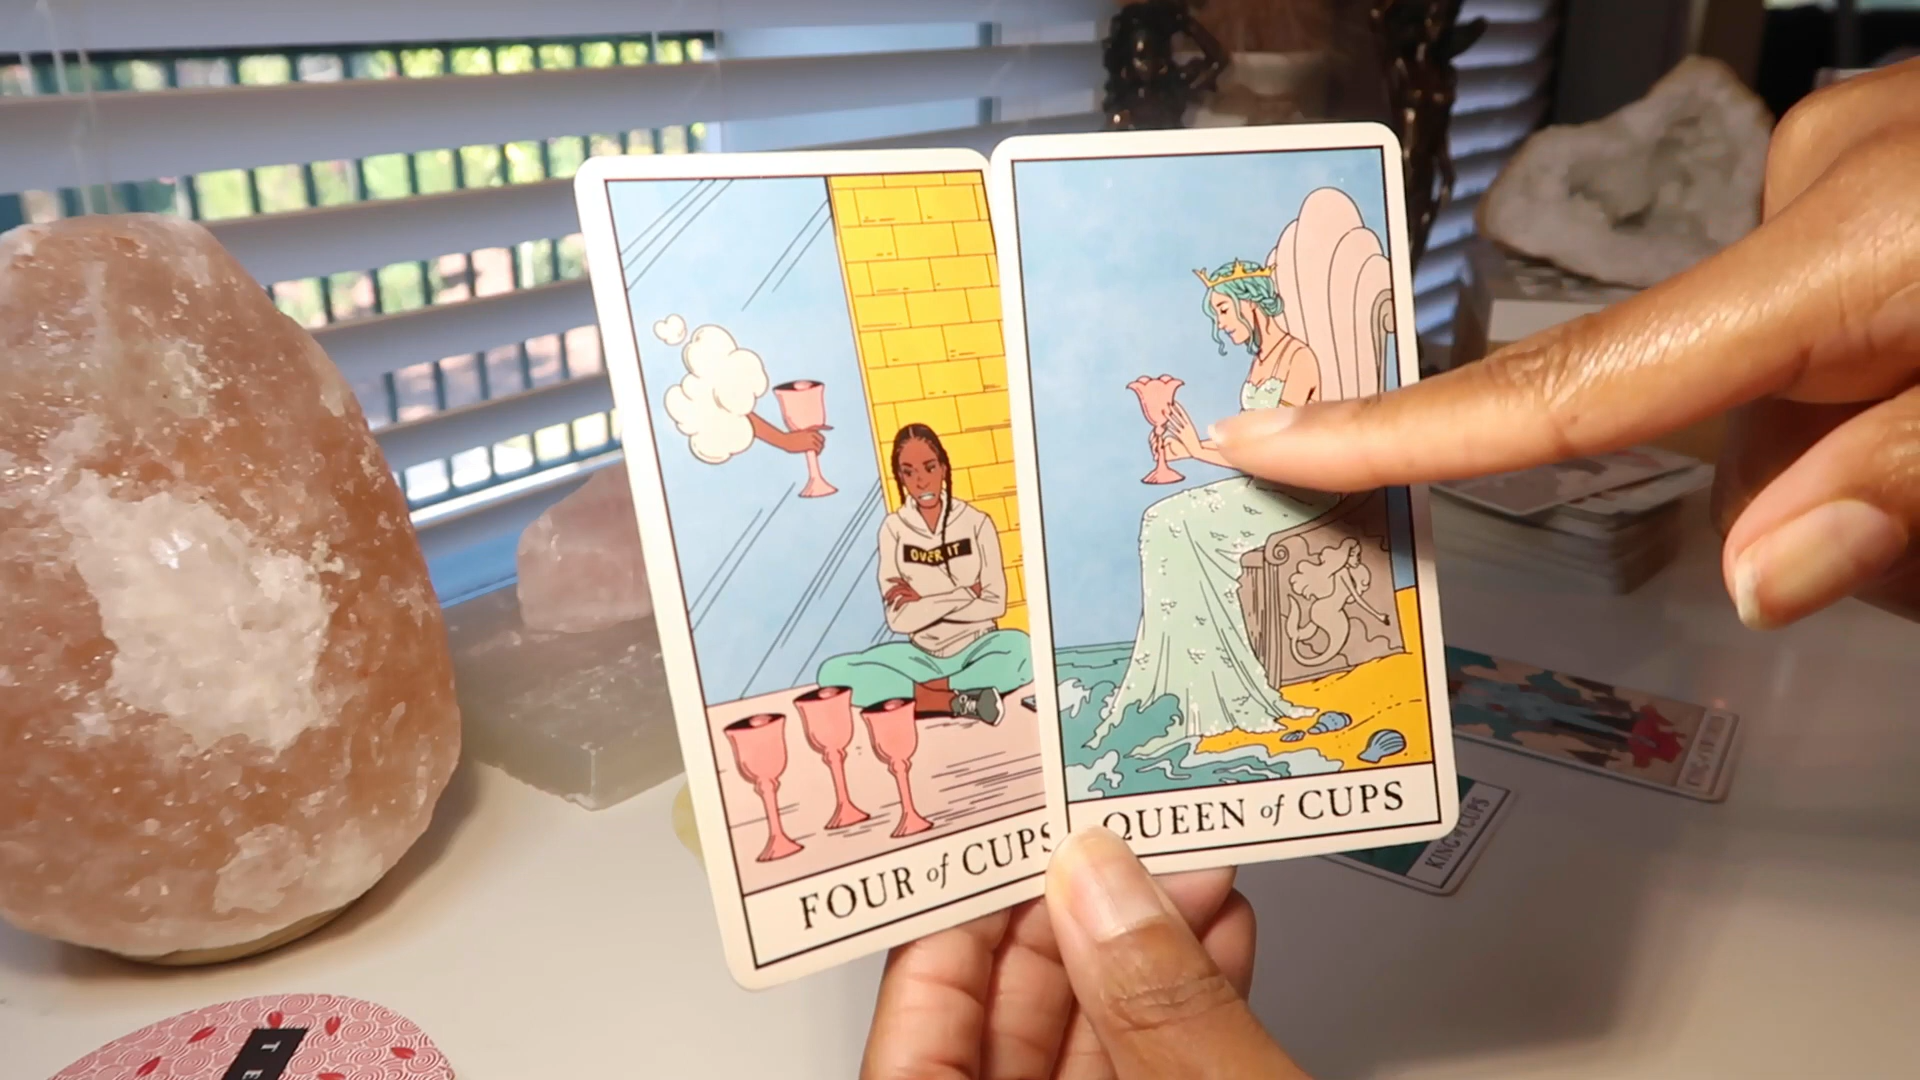 OVER IT
FOUR of CUPS
QUEEN of CUPS
KING of CUPS
T E